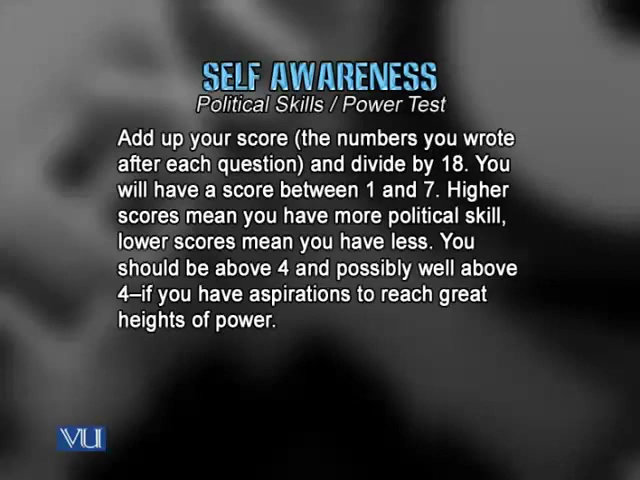 SELF AWARENESS
Political Skills / Power Test
Add up your score (the numbers you wrote
after each question) and divide by 18. You
will have a score between 1 and 7. Higher
scores mean you have more political skill,
lower scores mean you have less. You
should be above 4 and possibly well above
4–if you have aspirations to reach great
heights of power.
VU